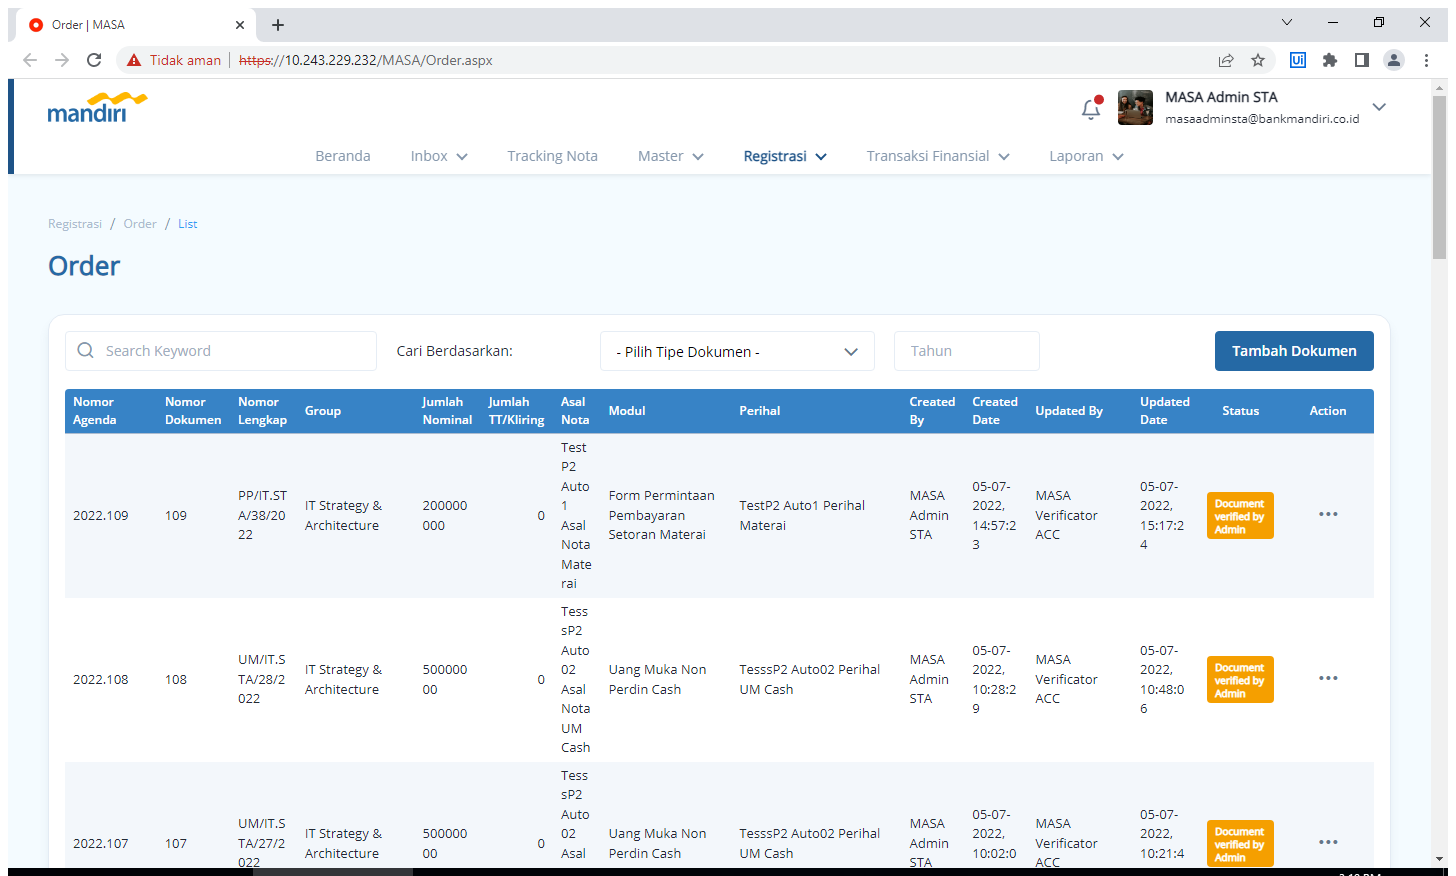 Order | MASA
Tidak aman | https://10.243.229.232/MASA/Order.aspx
mandiri
MASA Admin STA
masaadminsta@bankmandiri.co.id
Beranda Inbox Tracking Nota Master Registrasi Transaksi Finansial Laporan
Registrasi / Order / List
Order
Search Keyword Cari Berdasarkan: - Pilih Tipe Dokumen - Tahun Tambah Dokumen
Nomor Agenda Nomor Dokumen Nomor Lengkap Group Jumlah Nominal Jumlah TT/Kliring Asal Nota Modul Perihal Created By Created Date Updated By Updated Date Status Action
2022.109 109 PP/IT.STA/38/2022 IT Strategy & Architecture 200000000 0 Test P2 Auto 1 Asal Nota Materai Form Permintaan Pembayaran Setoran Materai TestP2 Auto1 Perihal Materai MASA Admin STA 05-07-2022, 14:57:23 MASA Verificator ACC 05-07-2022, 15:17:24 Document verified by Admin
2022.108 108 UM/IT.STA/28/2022 IT Strategy & Architecture 50000000 0 TesssP2 Auto 02 Asal Nota UM Cash Uang Muka Non Perdin Cash TesssP2 Auto02 Perihal UM Cash MASA Admin STA 05-07-2022, 10:28:29 MASA Verificator ACC 05-07-2022, 10:48:06 Document verified by Admin
2022.107 107 UM/IT.STA/27/2022 IT Strategy & Architecture 50000000 0 TesssP2 Auto 02 Asal Uang Muka Non Perdin Cash TesssP2 Auto02 Perihal UM Cash MASA Admin STA 05-07-2022, 10:02:0 MASA Verificator ACC 05-07-2022, 10:21:4 Document verified by Admin